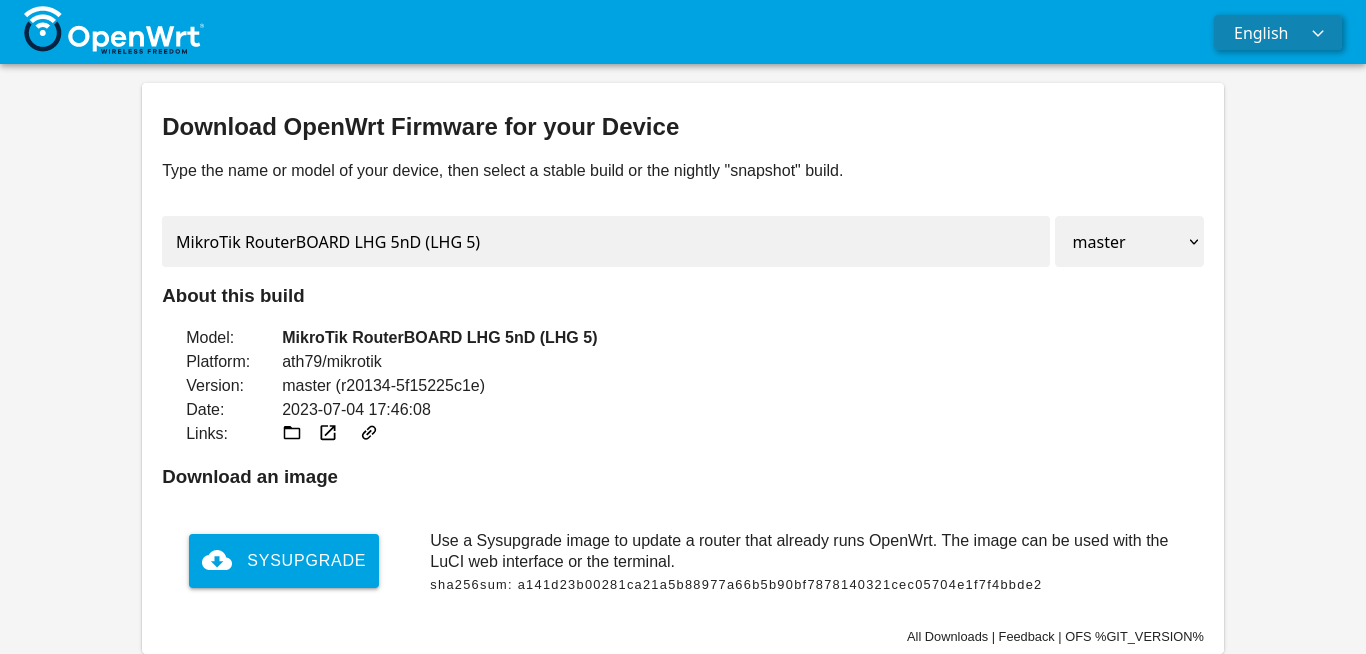 OpenWrt
WIRELESS FREEDOM
English
Download OpenWrt Firmware for your Device
Type the name or model of your device, then select a stable build or the nightly "snapshot" build.
MikroTik RouterBOARD LHG 5nD (LHG 5)
master
About this build
Model: MikroTik RouterBOARD LHG 5nD (LHG 5)
Platform: ath79/mikrotik
Version: master (r20134-5f15225c1e)
Date: 2023-07-04 17:46:08
Links:
Download an image
SYSUPGRADE
Use a Sysupgrade image to update a router that already runs OpenWrt. The image can be used with the
LuCI web interface or the terminal.
sha256sum: a141d23b00281ca21a5b88977a66b5b90bf7878140321cec05704e1f7f4bbde2
All Downloads | Feedback | OFS %GIT_VERSION%